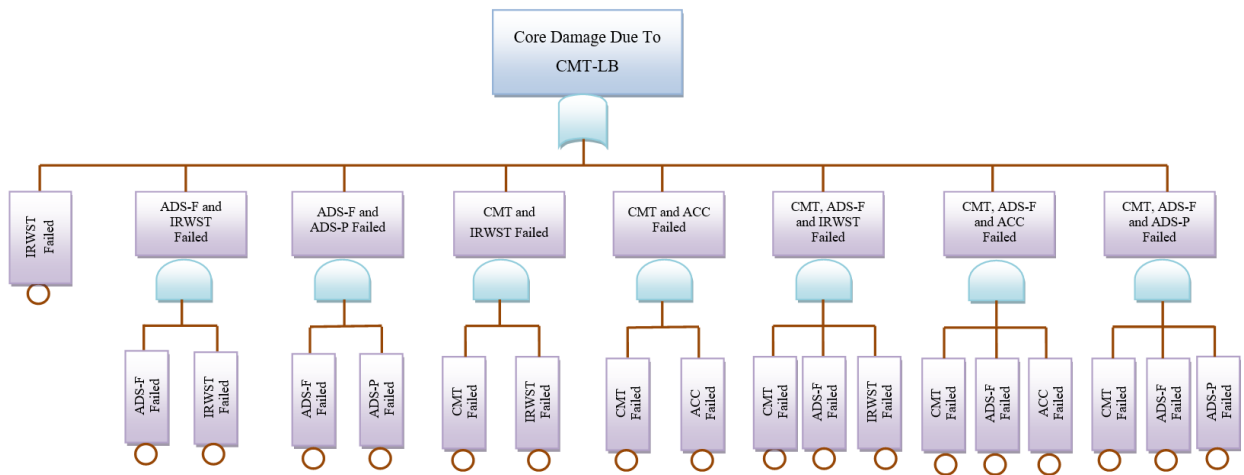 Core Damage Due To
CMT-LB
IRWST
Failed
ADS-F and
IRWST
Failed
ADS-F and
ADS-P Failed
CMT and
IRWST Failed
CMT and ACC
Failed
CMT, ADS-F
and IRWST
Failed
CMT, ADS-F
and ACC
Failed
CMT, ADS-F
and ADS-P
Failed
ADS-F
Failed
IRWST
Failed
ADS-F
Failed
ADS-P
Failed
CMT
Failed
IRWST
Failed
CMT
Failed
ACC
Failed
CMT
Failed
ADS-F
Failed
IRWST
Failed
CMT
Failed
ADS-F
Failed
ACC
Failed
CMT
Failed
ADS-F
Failed
ADS-P
Failed